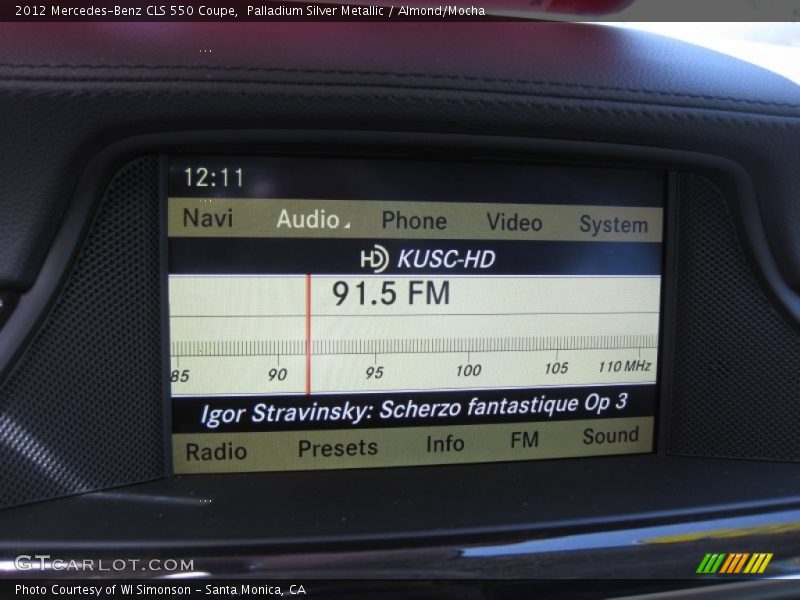 2012 Mercedes-Benz CLS 550 Coupe, Palladium Silver Metallic / Almond/Mocha
12:11
Navi Audio Phone Video System
HD KUSC-HD
91.5 FM
85 90 95 100 105 110 MHz
Igor Stravinsky: Scherzo fantastique Op 3
Radio Presets Info FM Sound
GTCARLOT.COM
Photo Courtesy of WI Simonson - Santa Monica, CA